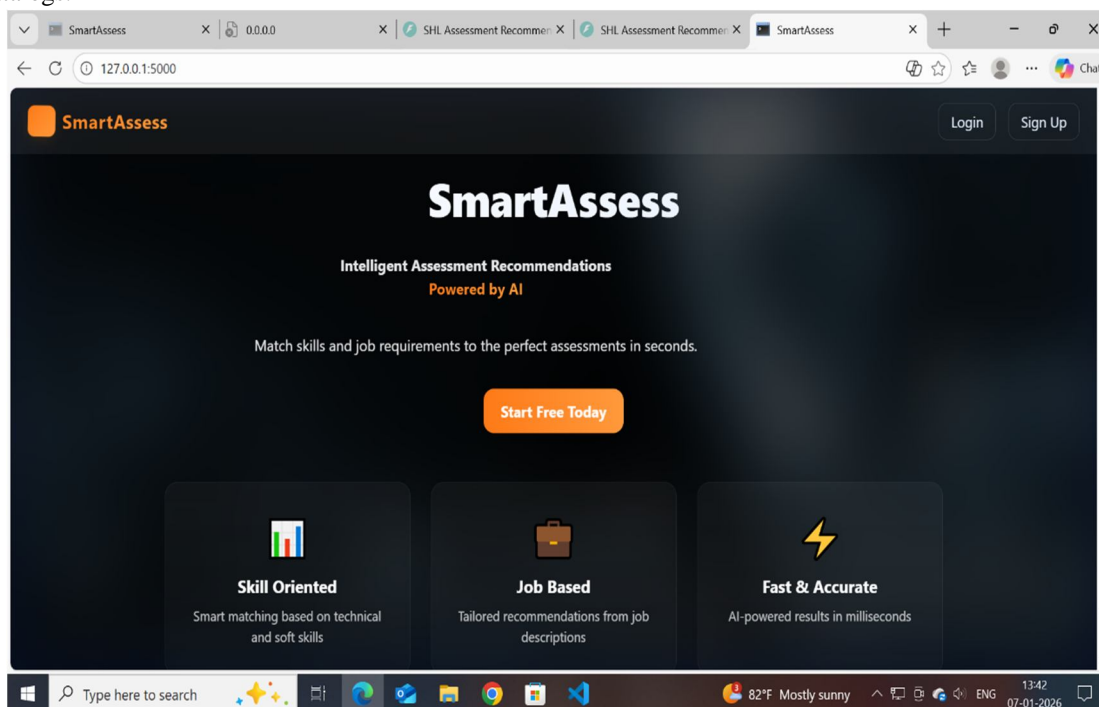 SmartAssess
0.0.0.0
SHL Assessment Recommen
SHL Assessment Recommen
SmartAssess
127.0.0.1:5000
Chat
SmartAssess
Login
Sign Up
SmartAssess
Intelligent Assessment Recommendations
Powered by AI
Match skills and job requirements to the perfect assessments in seconds.
Start Free Today
Skill Oriented
Smart matching based on technical
and soft skills
Job Based
Tailored recommendations from job
descriptions
Fast & Accurate
AI-powered results in milliseconds
Type here to search
3
82°F Mostly sunny
ENG
13:42
07-01-2026